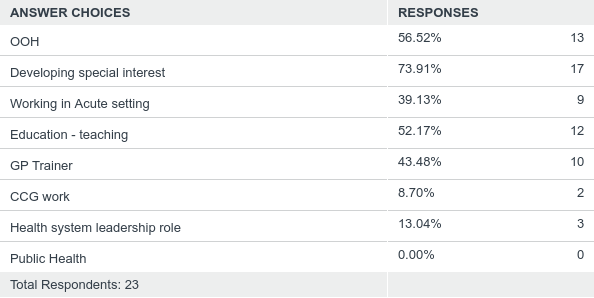 ANSWER CHOICES RESPONSES
OOH 56.52% 13
Developing special interest 73.91% 17
Working in Acute setting 39.13% 9
Education - teaching 52.17% 12
GP Trainer 43.48% 10
CCG work 8.70% 2
Health system leadership role 13.04% 3
Public Health 0.00% 0
Total Respondents: 23